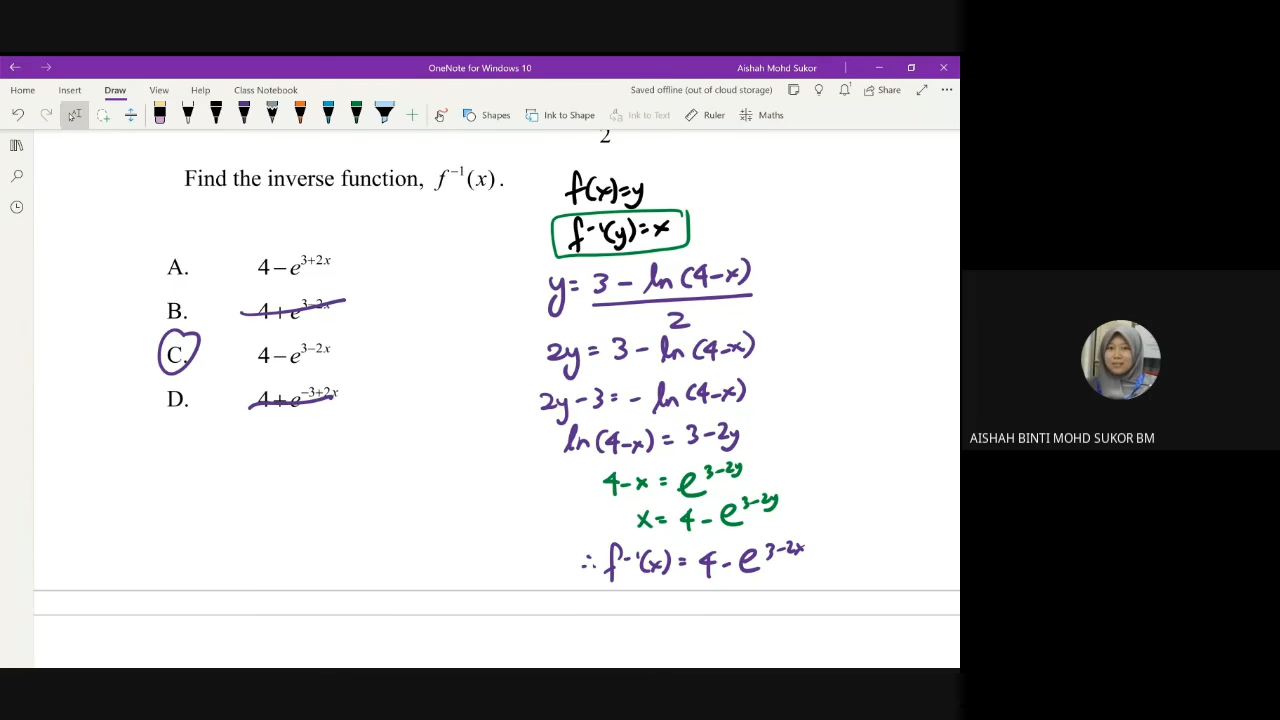 OneNote for Windows 10
Aishah Mohd Sukor
Home Insert Draw View Help Class Notebook
Saved offline (out of cloud storage) Share
Shapes Ink to Shape Ink to Text Ruler Maths
2
Find the inverse function, f⁻¹(x).
A. 4 − e^(3+2x)
B. 4 + e^(3−2x)
C. 4 − e^(3−2x)
D. 4 + e^(−3+2x)
f(x)=y
f⁻¹(y)=x
y= 3 − ln(4−x)
2
2y = 3 − ln(4−x)
2y − 3 = − ln(4−x)
ln(4−x) = 3−2y
4−x = e^(3−2y)
x= 4 − e^(3−2y)
∴ f⁻¹(x) = 4 − e^(3−2x)
AISHAH BINTI MOHD SUKOR BM